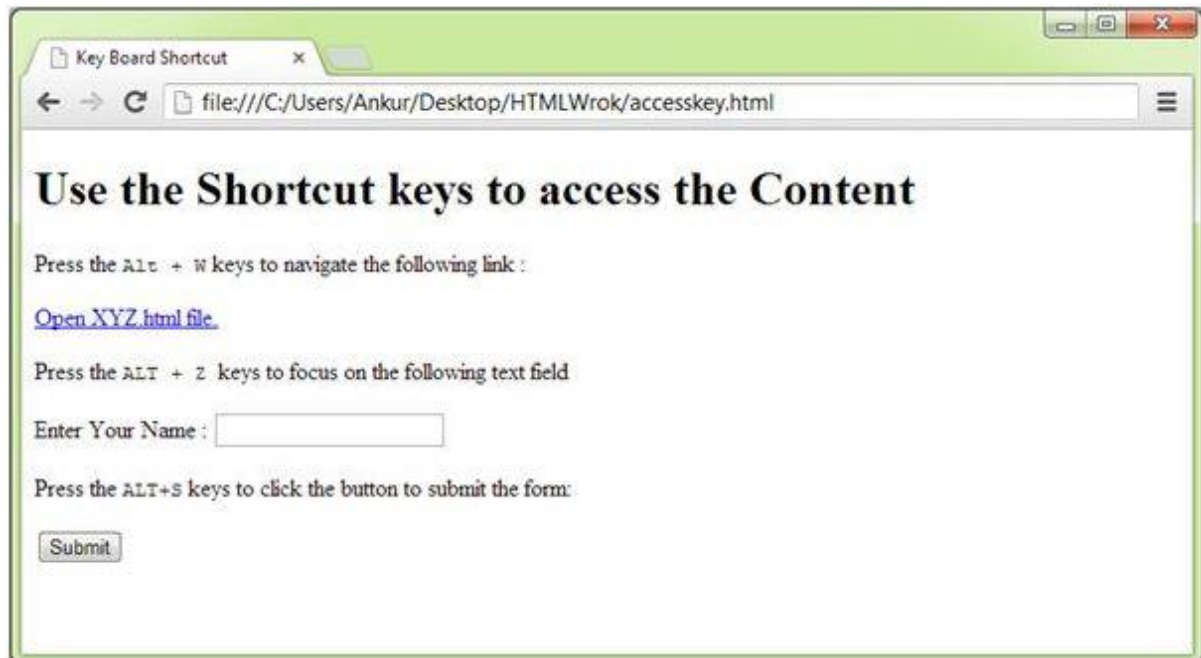 Key Board Shortcut
file:///C:/Users/Ankur/Desktop/HTMLWrok/accesskey.html
Use the Shortcut keys to access the Content
Press the Alt + W keys to navigate the following link :
Open XYZ.html file.
Press the ALT + Z keys to focus on the following text field
Enter Your Name :
Press the ALT+S keys to click the button to submit the form:
Submit